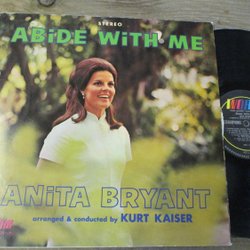 STEREO
ABiDE WiTH ME
ANiTA BRYANT
arranged & conducted by KURT KAISER